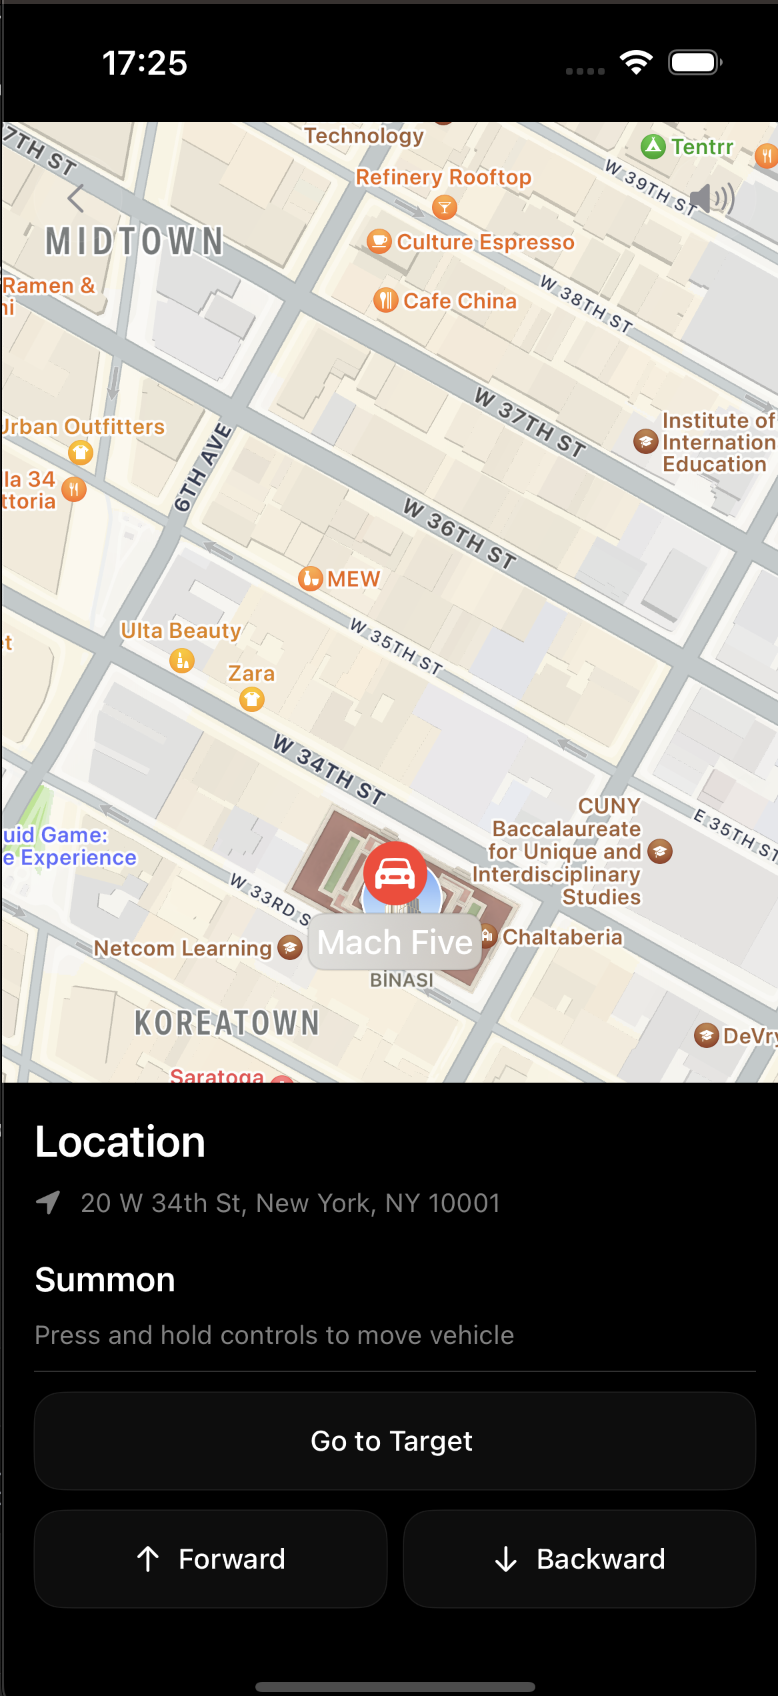 17:25
7TH ST
Technology
Tentrr
Refinery Rooftop
W 39TH ST
MIDTOWN
Culture Espresso
Ramen &
W 38TH ST
Cafe China
W 37TH ST
Institute of
Internation
Education
Urban Outfitters
6TH AVE
la 34
ttoria
W 36TH ST
MEW
Ulta Beauty
W 35TH ST
Zara
W 34TH ST
CUNY
Baccalaureate
for Unique and
Interdisciplinary
Studies
E 35TH ST
uid Game:
e Experience
W 33RD S
Chaltaberia
Netcom Learning
Mach Five
BİNASI
KOREATOWN
DeVry
Saratoga
Location
20 W 34th St, New York, NY 10001
Summon
Press and hold controls to move vehicle
Go to Target
Forward
Backward